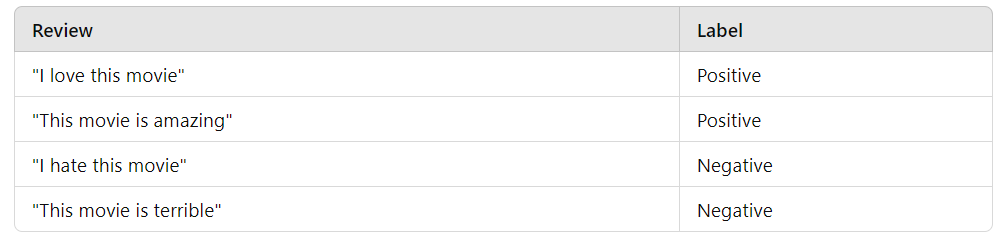 Review Label
"I love this movie" Positive
"This movie is amazing" Positive
"I hate this movie" Negative
"This movie is terrible" Negative